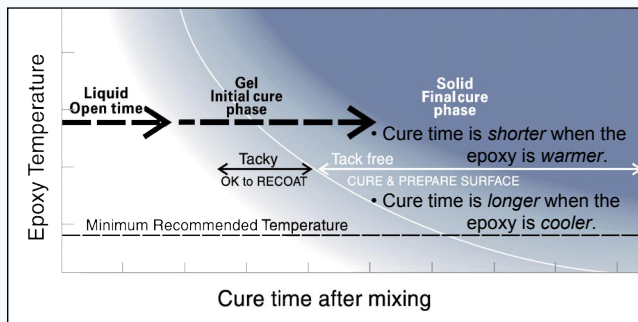 Epoxy Temperature
Liquid
Open time
Gel
Initial cure
phase
Solid
Final cure
phase
• Cure time is shorter when the
epoxy is warmer.
Tacky
OK to RECOAT
Tack free
CURE & PREPARE SURFACE
• Cure time is longer when the
epoxy is cooler.
Minimum Recommended Temperature
Cure time after mixing